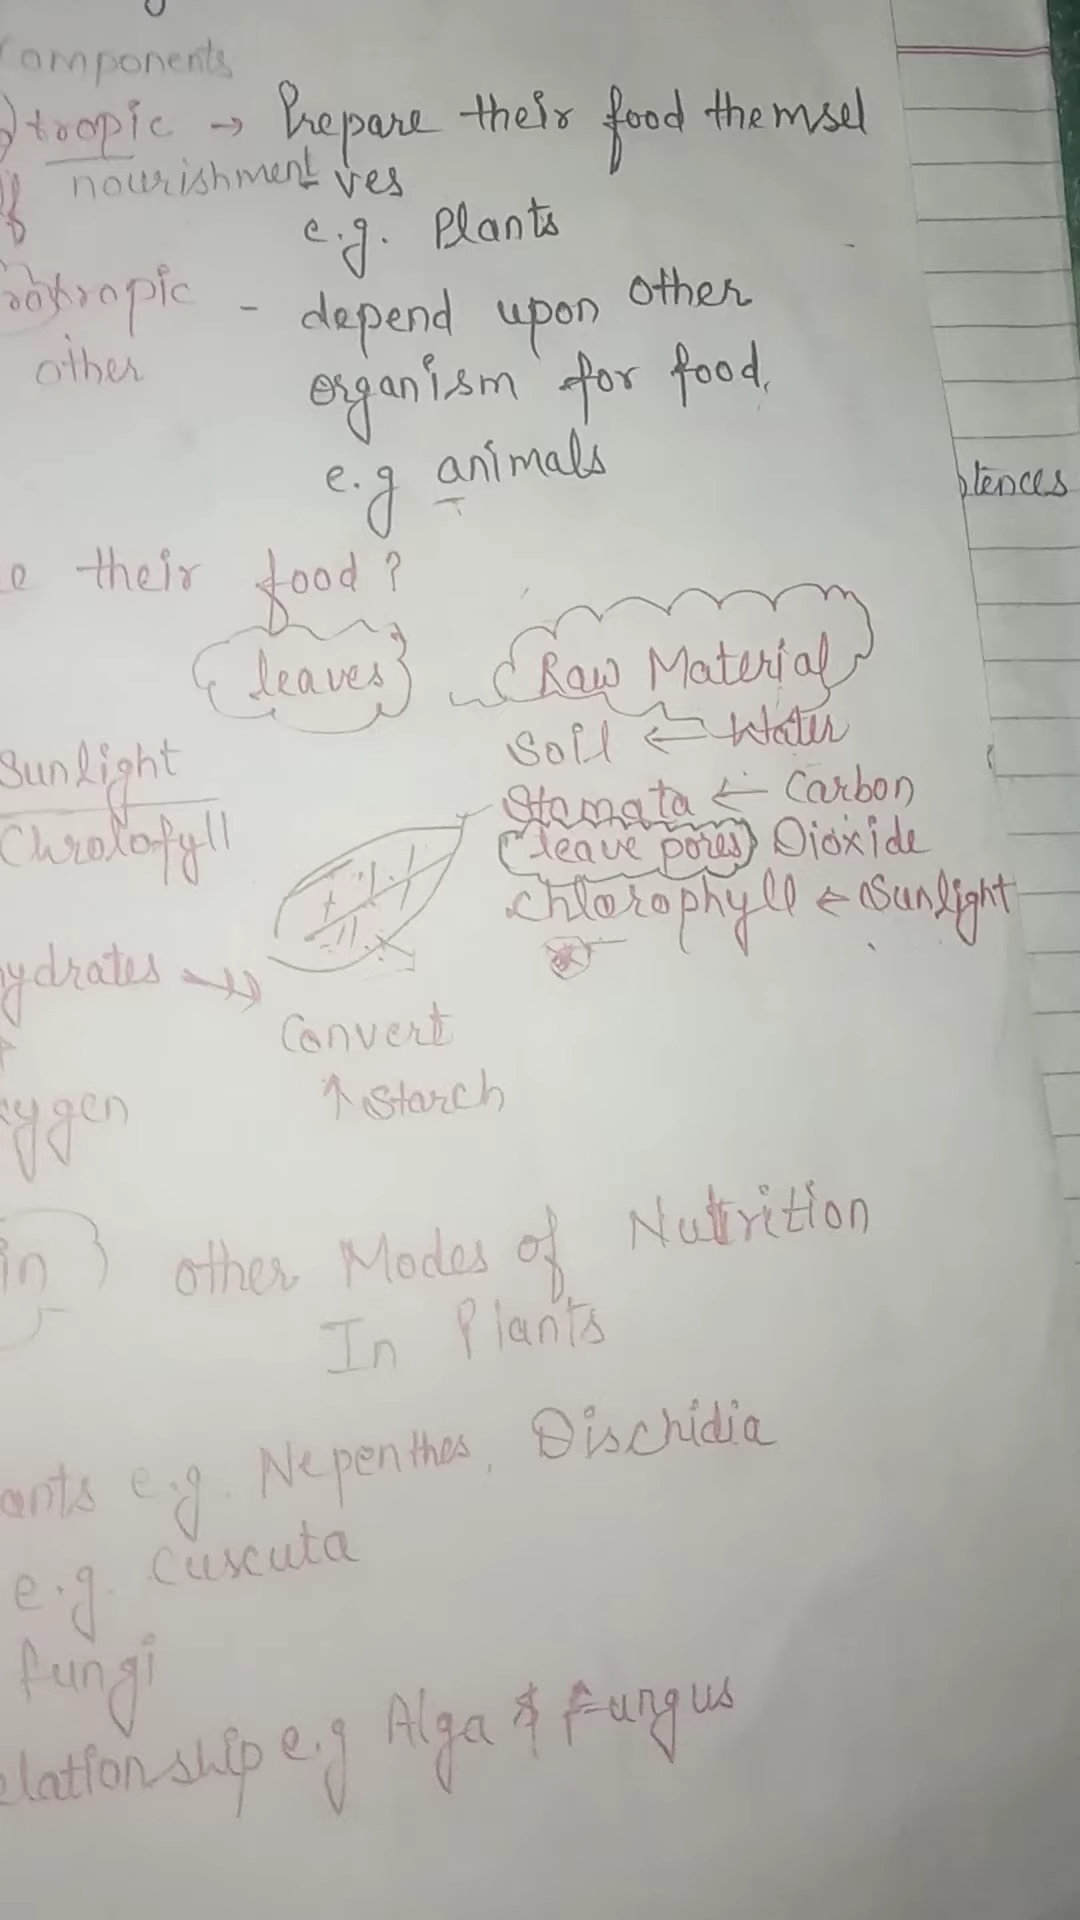 omponents
tropic → Prepare their food themsel
nourishment ves
e.g. Plants
tropic - depend upon other
other organism for food,
e.g animals
tences
e their food?
leaves
Raw Material
Sunlight
Soil ← Water
Stomata ← Carbon
Chrolofyll
(leave pores) Dioxide
chlorophyll ← Sunlight
ydrates →
Convert
ygen ↑ Starch
in } other Modes of Nutrition
In Plants
ants e.g. Nepenthes, Dischidia
e.g. Cuscuta
fungi
elationship e.g Alga & Fungus